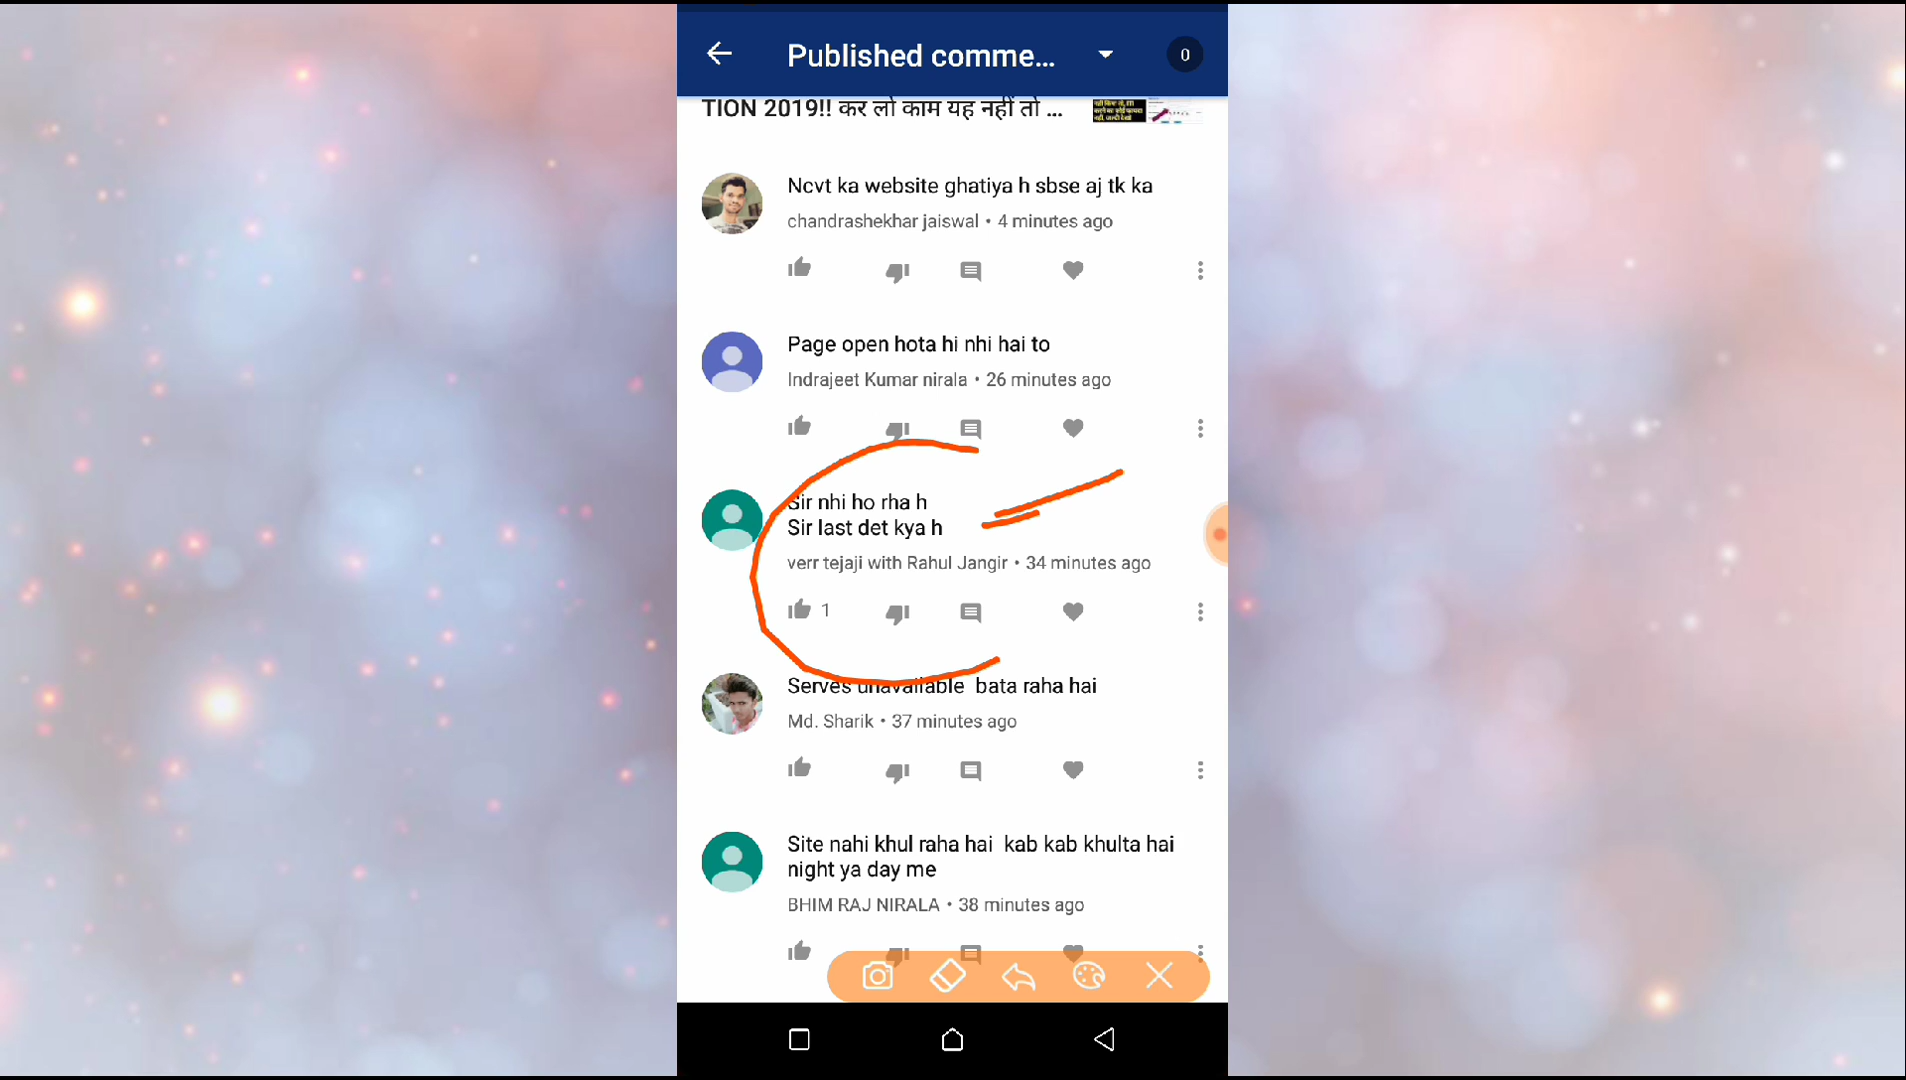 Published comme...
0
TION 2019!! कर लो काम यह नहीं तो ...
Ncvt ka website ghatiya h sbse aj tk ka
chandrashekhar jaiswal • 4 minutes ago
Page open hota hi nhi hai to
Indrajeet Kumar nirala • 26 minutes ago
Sir nhi ho rha h
Sir last det kya h
verr tejaji with Rahul Jangir • 34 minutes ago
1
Serves unavailable bata raha hai
Md. Sharik • 37 minutes ago
Site nahi khul raha hai kab kab khulta hai
night ya day me
BHIM RAJ NIRALA • 38 minutes ago